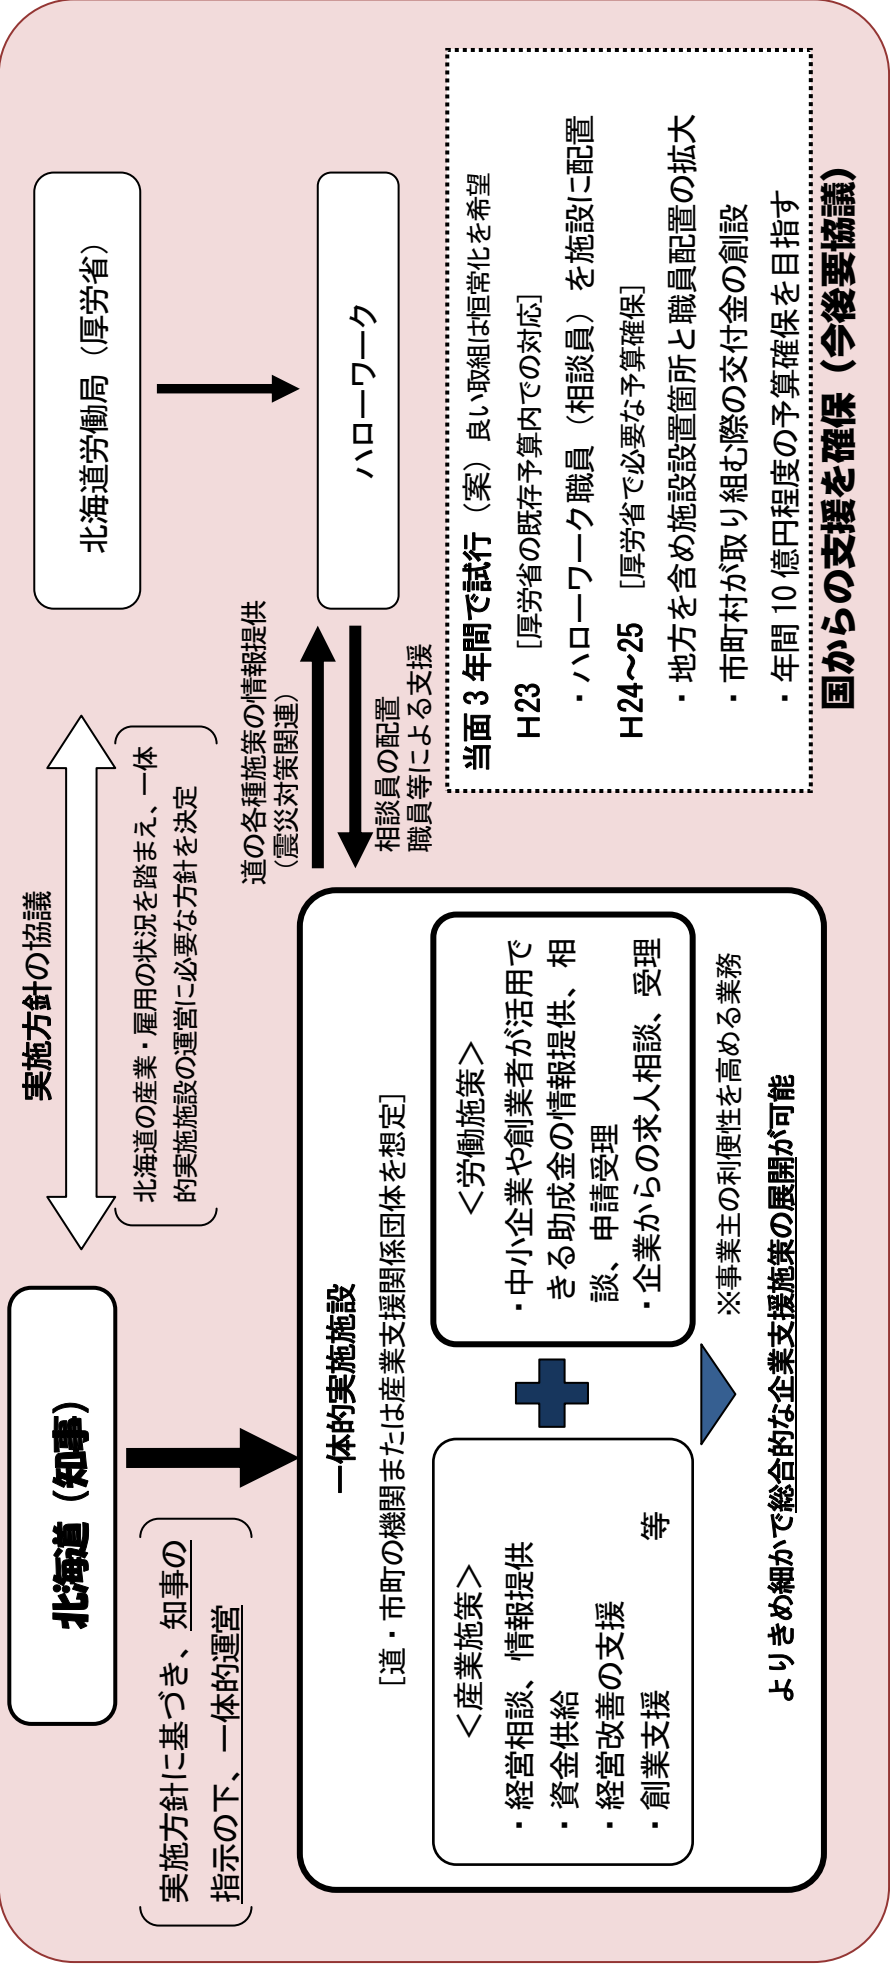 北海道（知事）
実施方針の協議
北海道の産業・雇用の状況を踏まえ、一体
的実施施設の運営に必要な方針を決定
北海道労働局（厚労省）
実施方針に基づき、知事の
指示の下、一体的運営
道の各種施策の情報提供
（震災対策関連）
ハローワーク
相談員の配置
職員等による支援
一体的実施施設
［道・市町の機関または産業支援関係団体を想定］
＜産業施策＞
・経営相談、情報提供
・資金供給
・経営改善の支援
・創業支援　　　　等
＜労働施策＞
・中小企業や創業者が活用で
きる助成金の情報提供、相
談、申請受理
・企業からの求人相談、受理
※事業主の利便性を高める業務
よりきめ細かで総合的な企業支援施策の展開が可能
当面３年間で試行（案）良い取組は恒常化を希望
H23 ［厚労省の既存予算内での対応］
・ハローワーク職員（相談員）を施設に配置
H24～25 ［厚労省で必要な予算確保］
・地方を含め施設設置箇所と職員配置の拡大
・市町村が取り組む際の交付金の創設
・年間 10 億円程度の予算確保を目指す
国からの支援を確保（今後要協議）